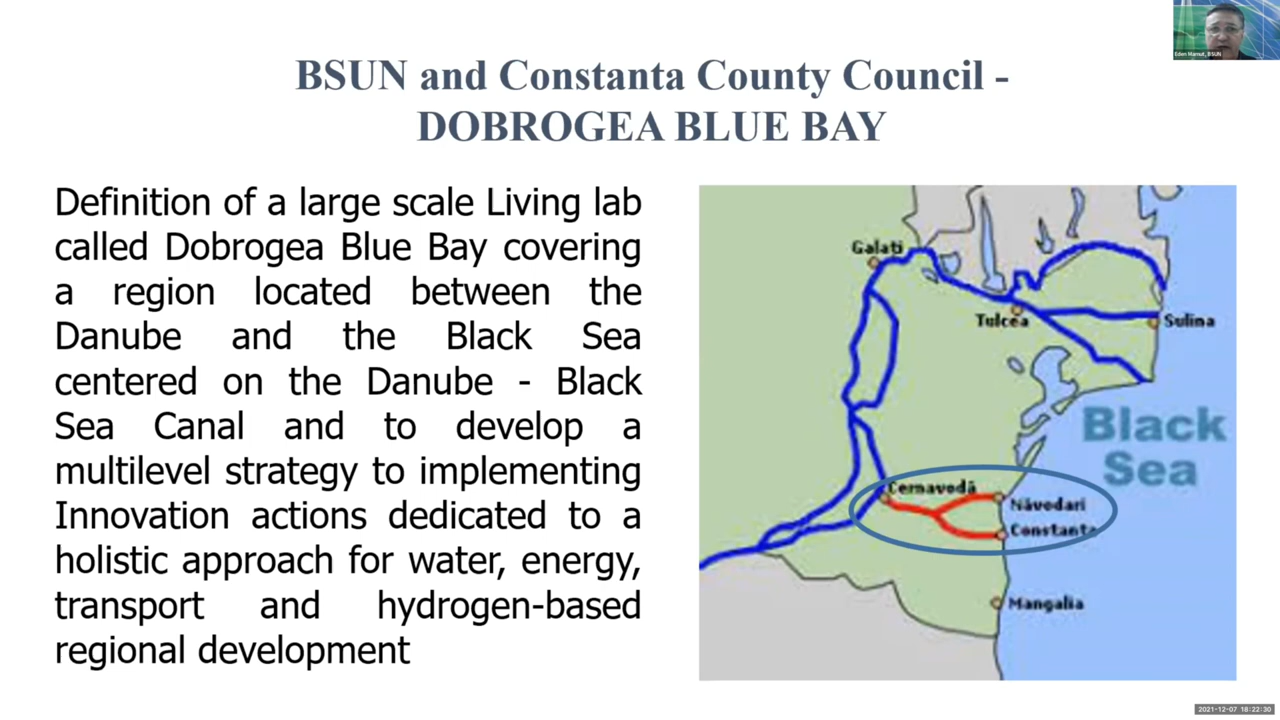 Eden Mamut, BSUN
BSUN and Constanta County Council -
DOBROGEA BLUE BAY
Definition of a large scale Living lab
called Dobrogea Blue Bay covering
a region located between the
Danube and the Black Sea
centered on the Danube - Black
Sea Canal and to develop a
multilevel strategy to implementing
Innovation actions dedicated to a
holistic approach for water, energy,
transport and hydrogen-based
regional development
Galati
Tulcea
Sulina
Black
Sea
Cernavodă
Năvodari
Constanta
Mangalia
2021-12-07 18:22:30